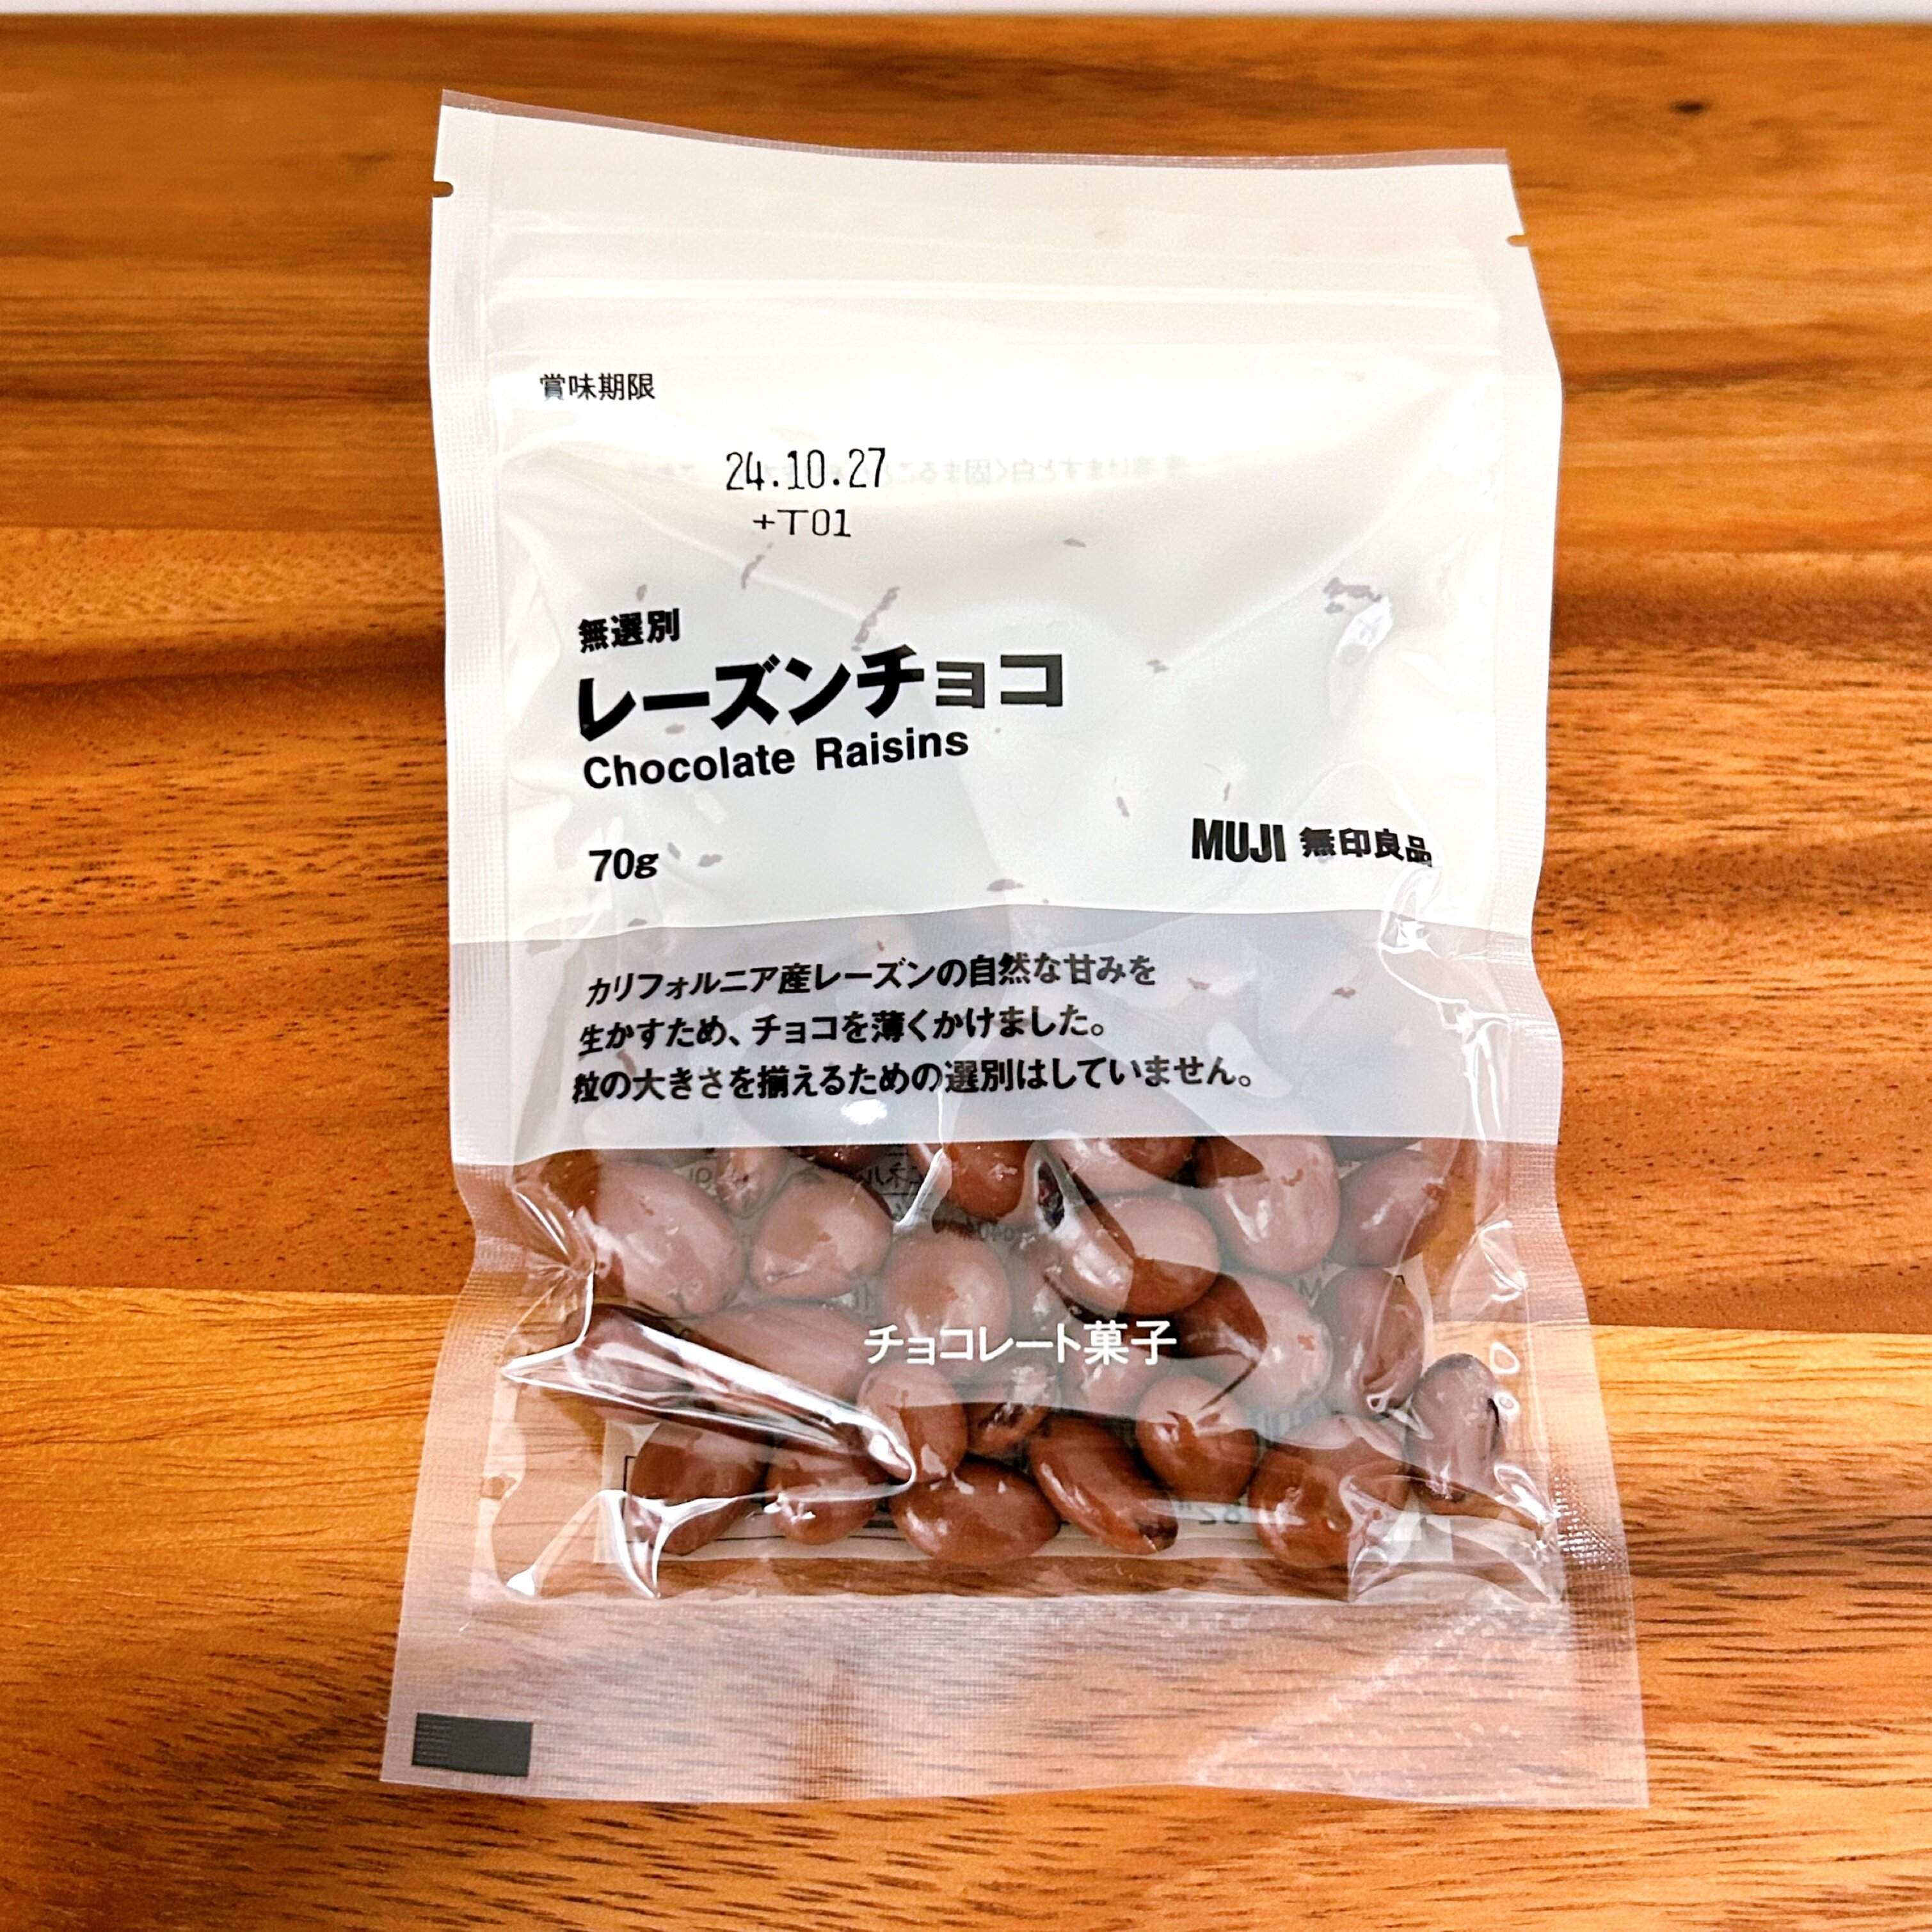 賞味期限
24.10.27
+T01
無選別
レーズンチョコ
Chocolate Raisins
70g
MUJI 無印良品
カリフォルニア産レーズンの自然な甘みを
生かすため、チョコを薄くかけました。
粒の大きさを揃えるための選別はしていません。
チョコレート菓子